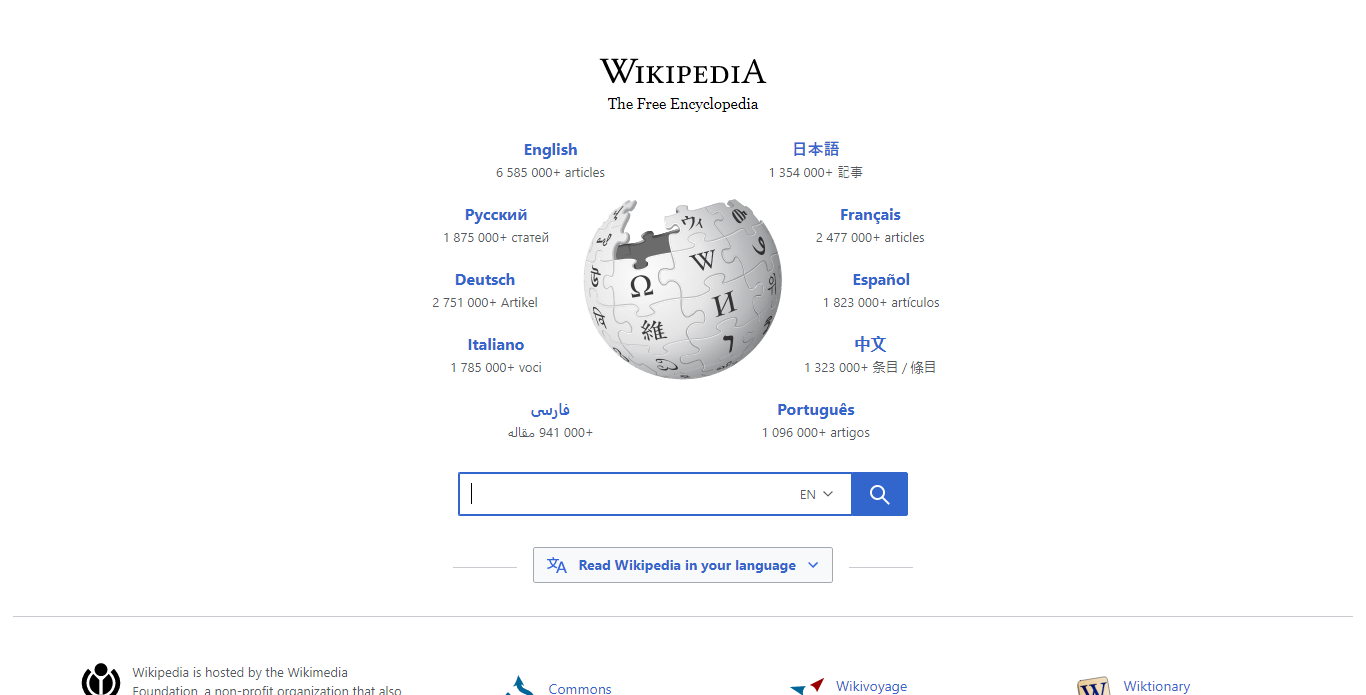 WIKIPEDIA
The Free Encyclopedia
English
6 585 000+ articles
日本語
1 354 000+ 記事
Русский
1 875 000+ статей
Français
2 477 000+ articles
Deutsch
2 751 000+ Artikel
Español
1 823 000+ artículos
Italiano
1 785 000+ voci
中文
1 323 000+ 条目 / 條目
فارسی
۹۴۱ 000+ مقاله
Português
1 096 000+ artigos
Ω
W
И
維
ウィ
EN
Read Wikipedia in your language
Wikipedia is hosted by the Wikimedia
Foundation, a non-profit organization that also
Commons
Wikivoyage
W
Wiktionary